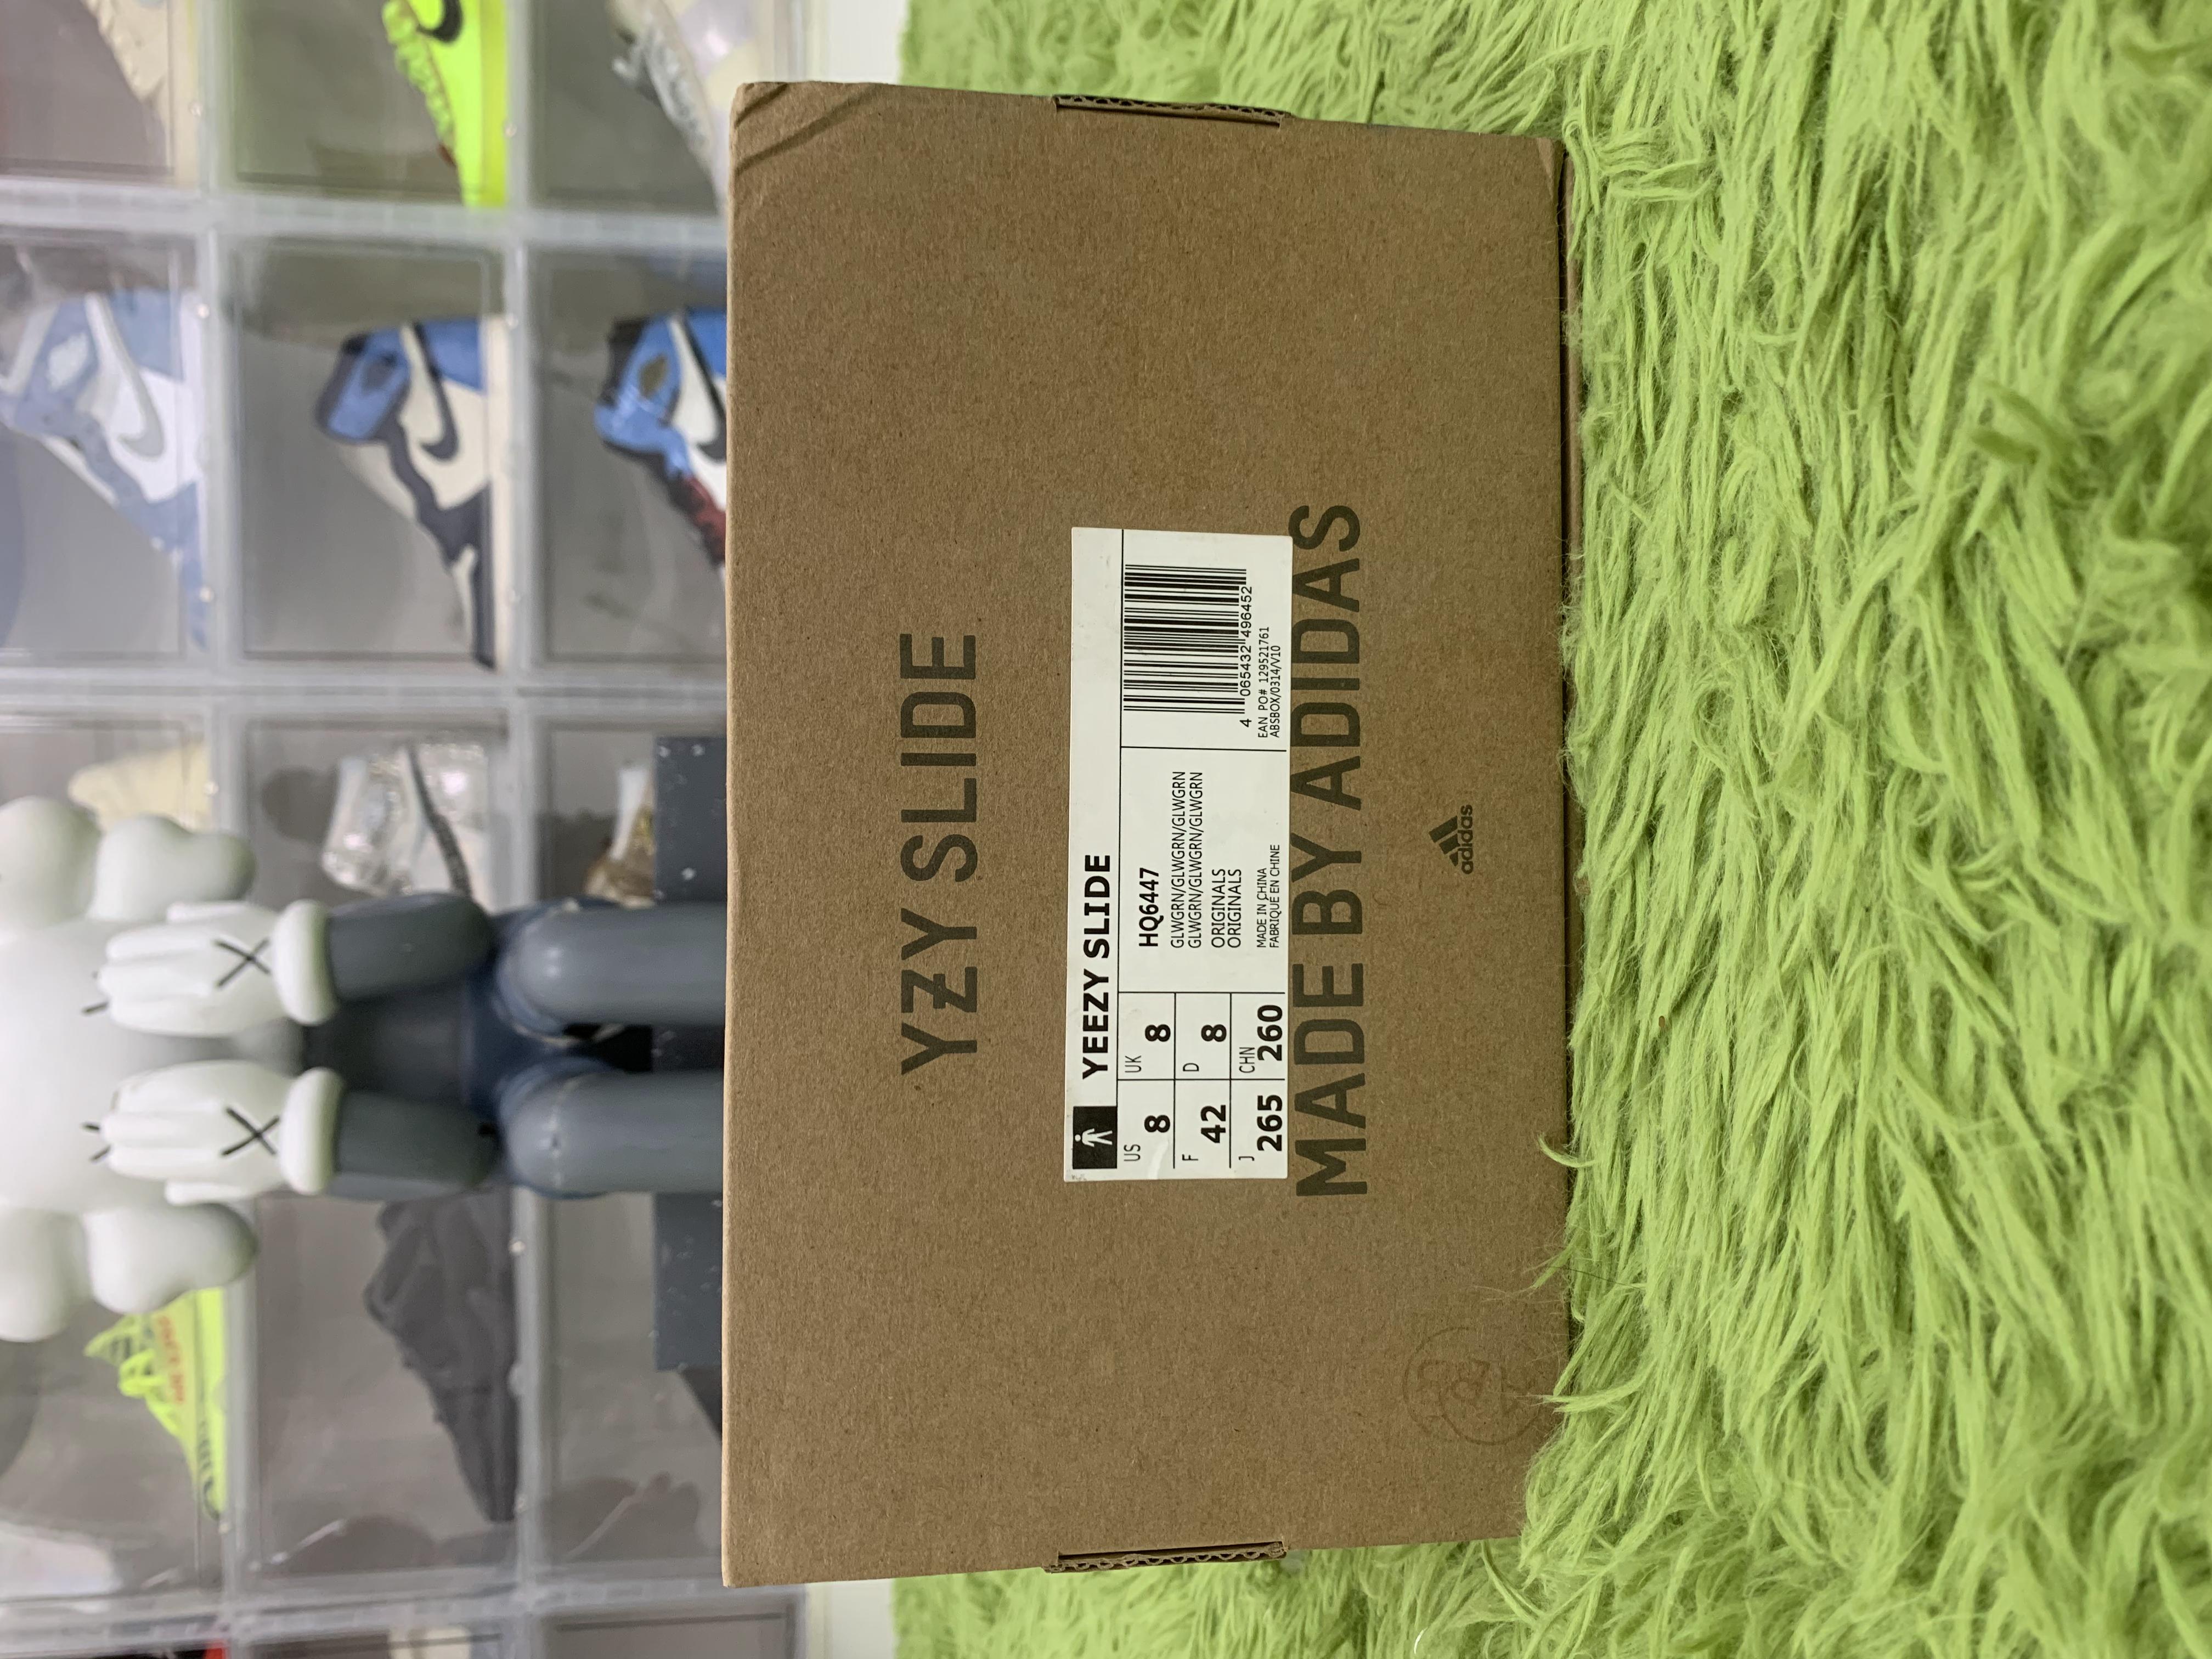 YZY SLIDE
YEEZY SLIDE
US 8
UK 8
F 42
D 8
J 265
CHN 260
HQ6447
GLWGRN/GLWGRN/GLWGRN
GLWGRN/GLWGRN/GLWGRN
ORIGINALS
ORIGINALS
MADE IN CHINA
FABRIQUÉ EN CHINE
4 065432 496452
EAN PO# 129521761
ABSBOX/0314/V10
MADE BY ADIDAS
adidas